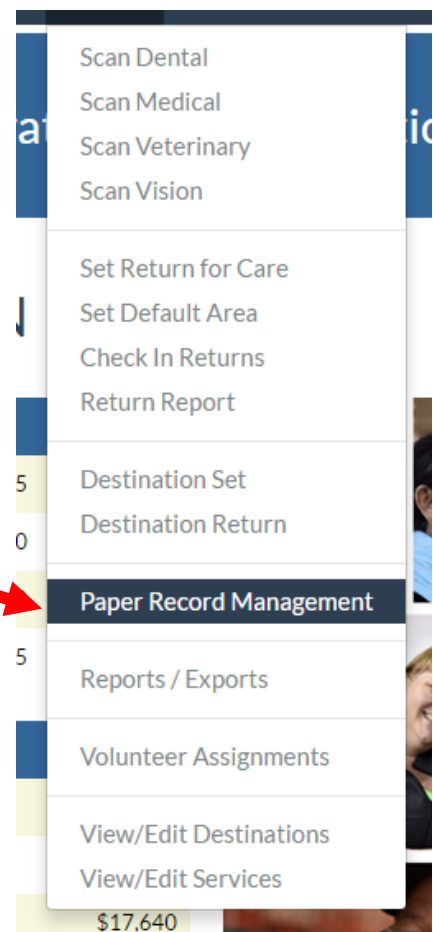 Scan Dental
Scan Medical
Scan Veterinary
Scan Vision
Set Return for Care
Set Default Area
Check In Returns
Return Report
Destination Set
Destination Return
Paper Record Management
Reports / Exports
Volunteer Assignments
View/Edit Destinations
View/Edit Services
$17,640